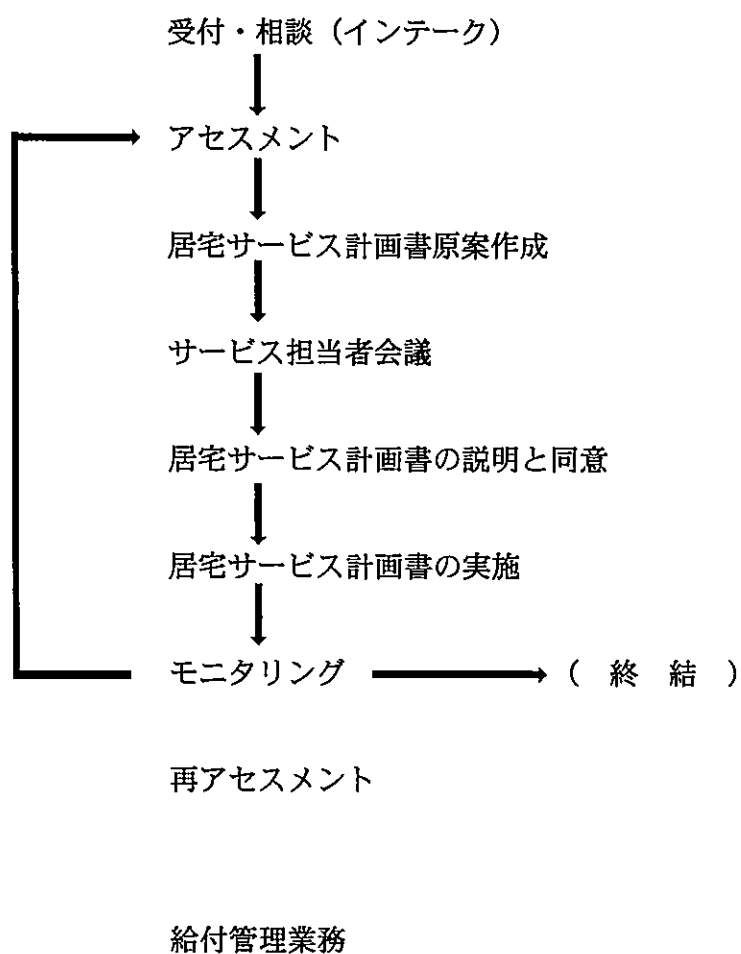 受付・相談（インテーク）
アセスメント
居宅サービス計画書原案作成
サービス担当者会議
居宅サービス計画書の説明と同意
居宅サービス計画書の実施
モニタリング
（　終　結　）
再アセスメント
給付管理業務